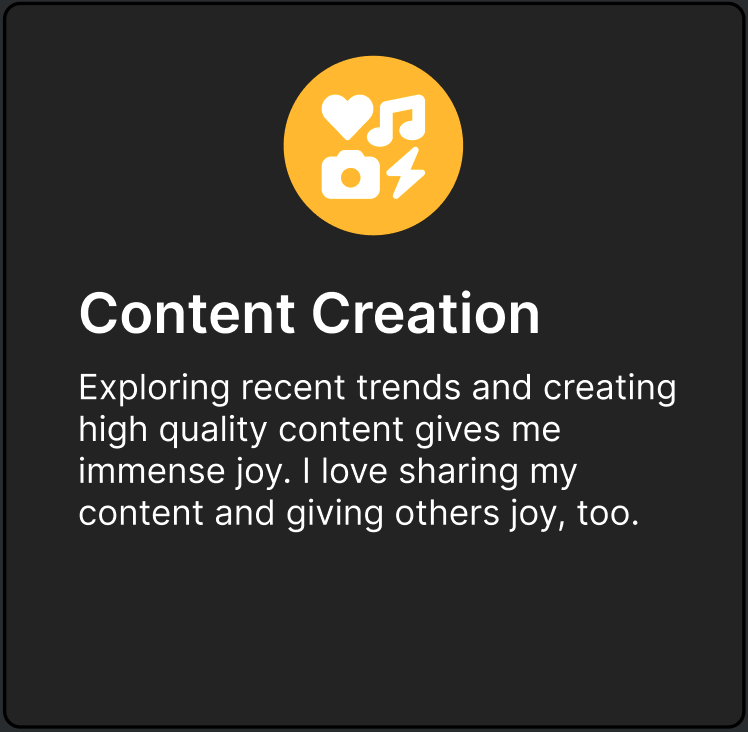 Content Creation
Exploring recent trends and creating
high quality content gives me
immense joy. I love sharing my
content and giving others joy, too.